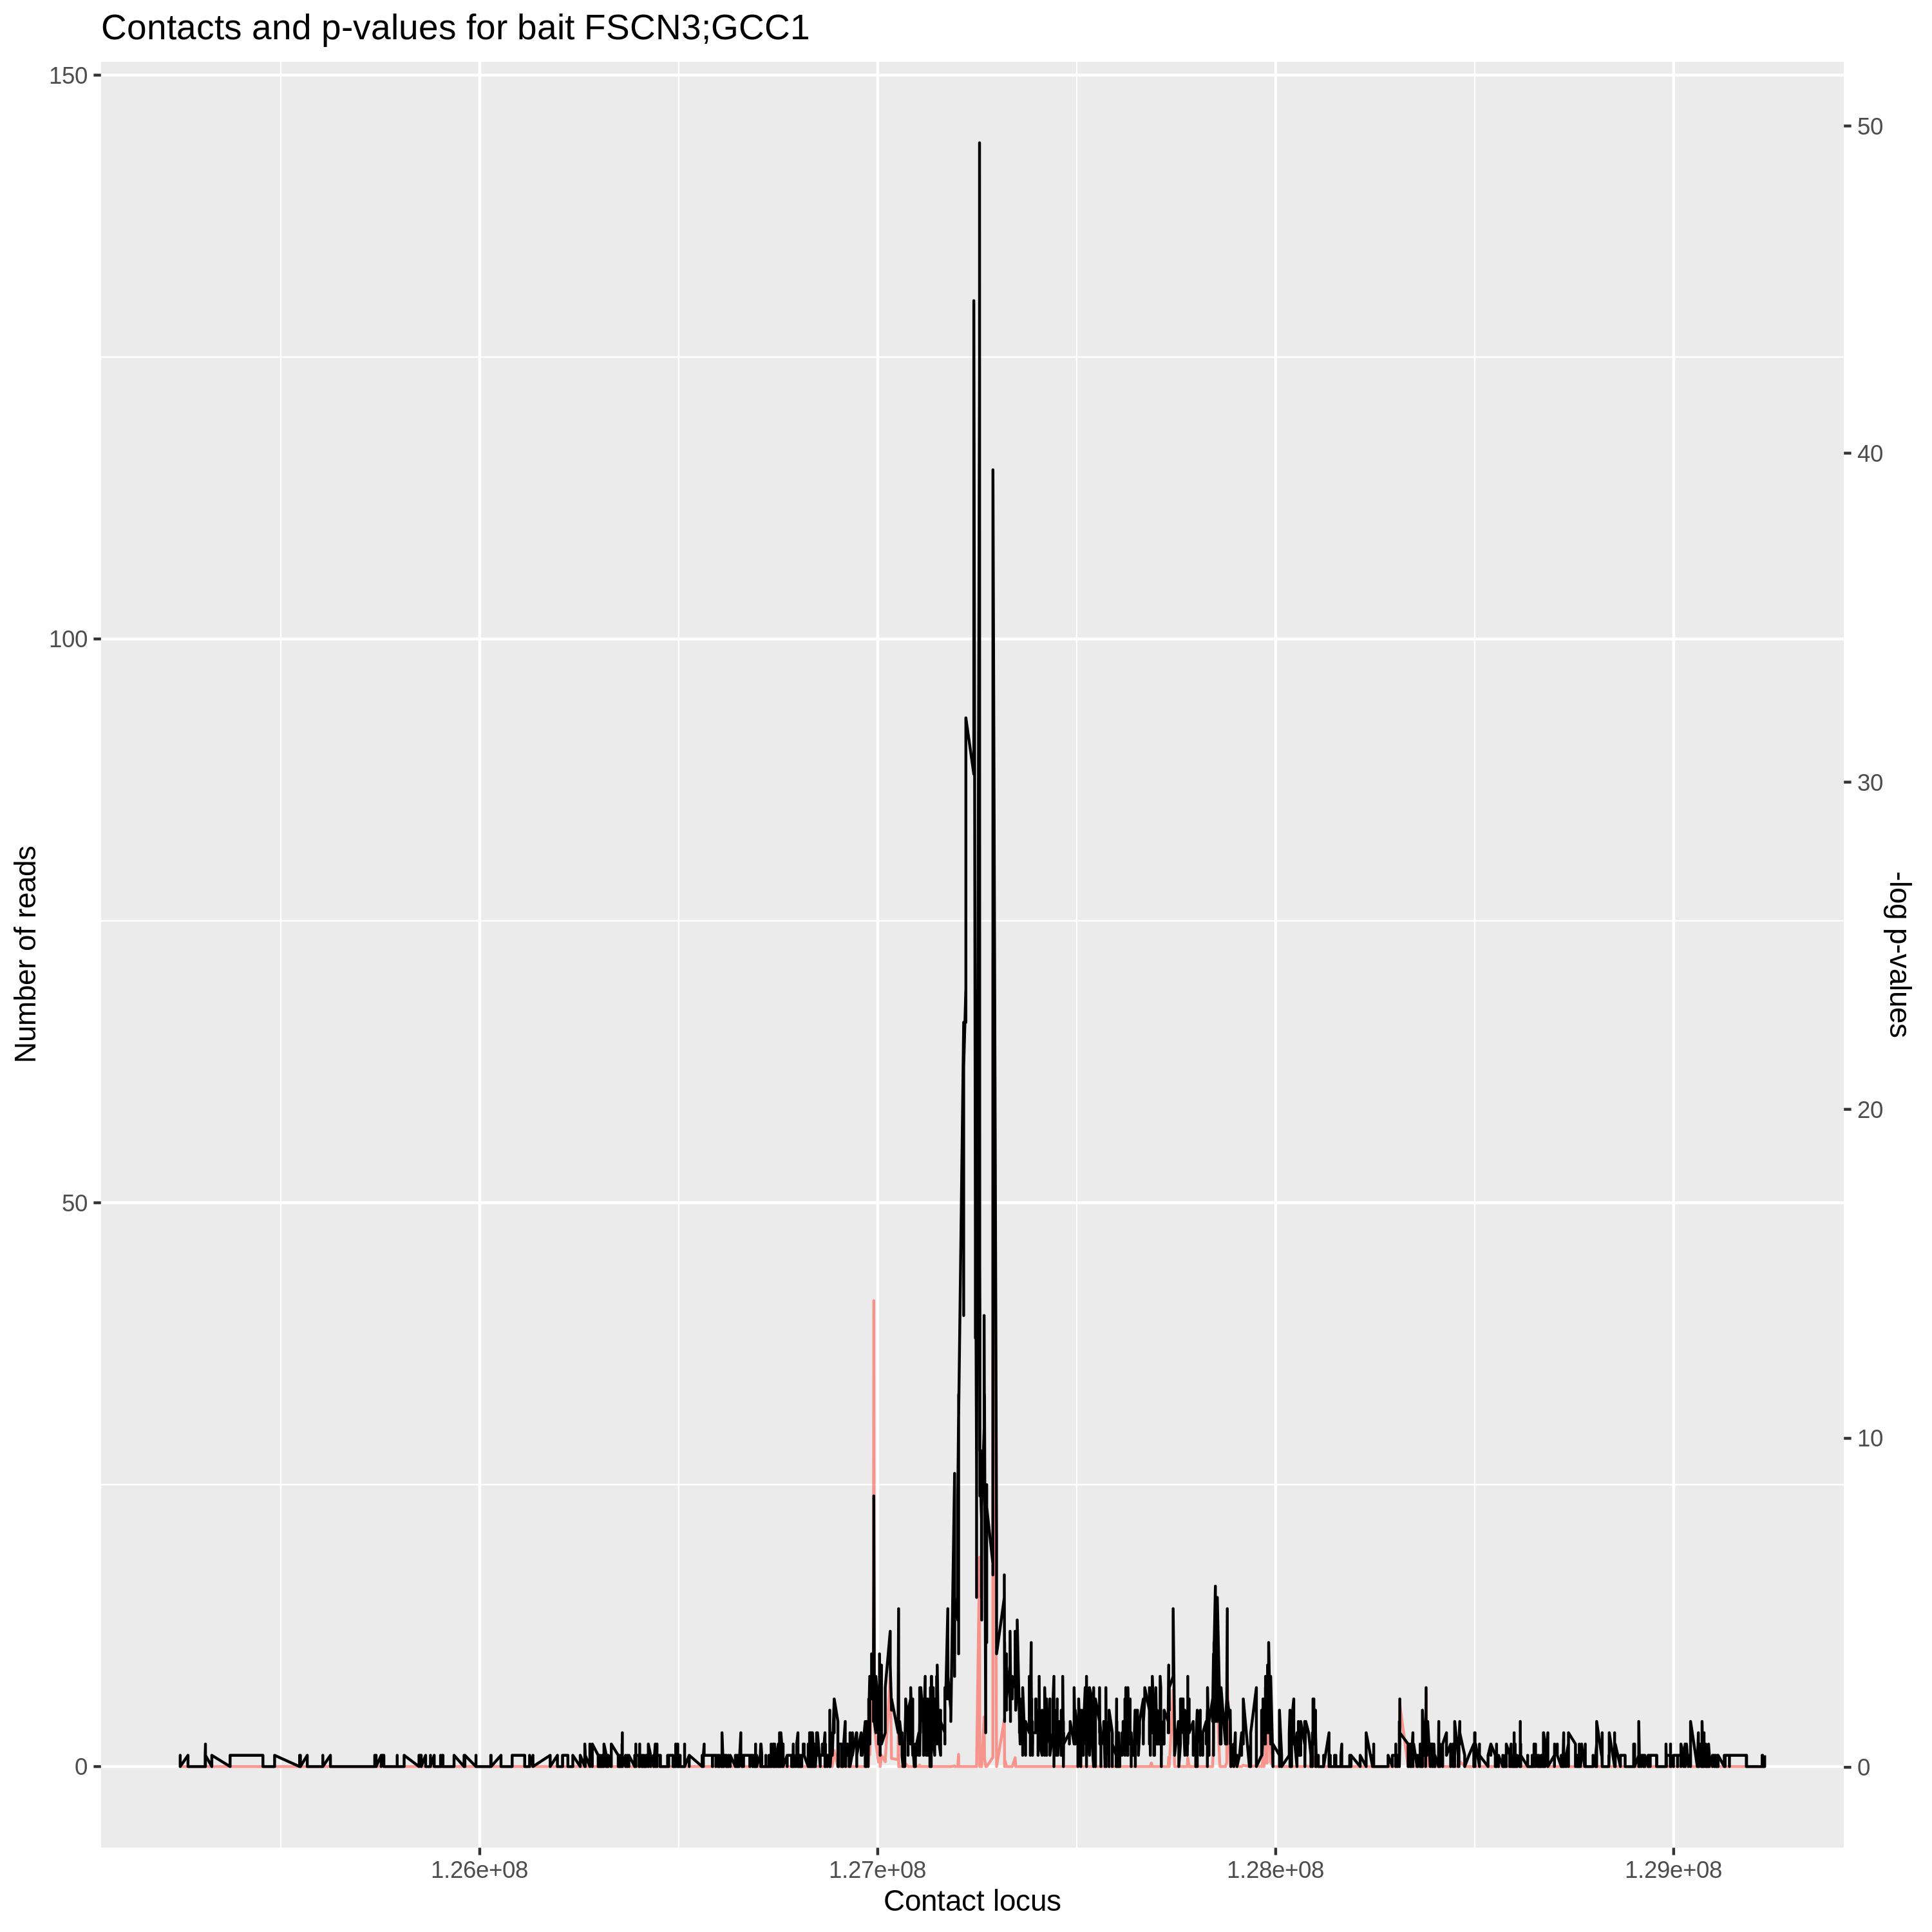 Contacts and p-values for bait FSCN3;GCC1
150
100
50
0
Number of reads
50
40
30
20
10
0
-log p-values
1.26e+08
1.27e+08
1.28e+08
1.29e+08
Contact locus